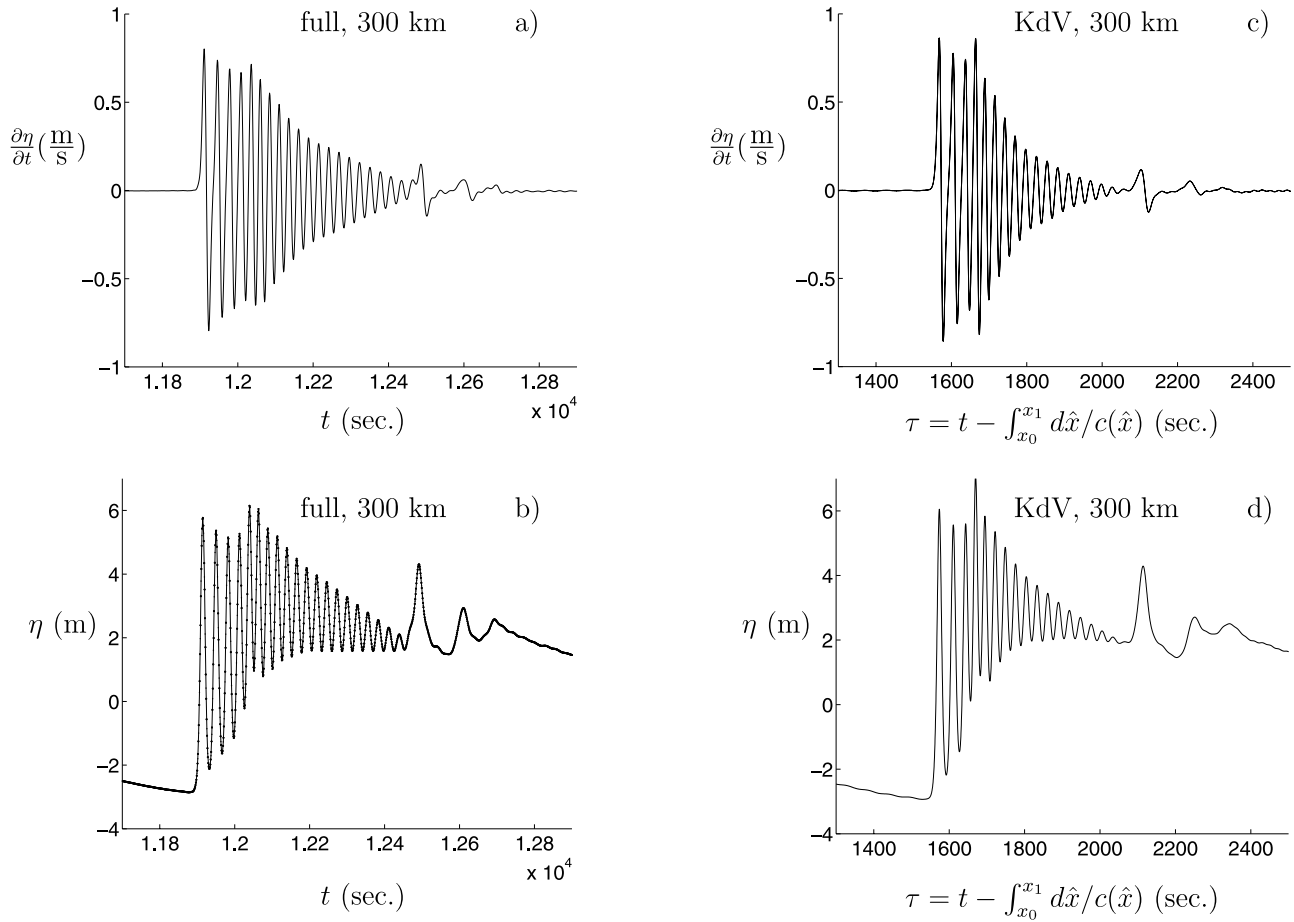 full, 300 km a)
1
0.5
∂η/∂t (m/s)
0
−0.5
−1
1.18 1.2 1.22 1.24 1.26 1.28
x 10^4
t (sec.)
KdV, 300 km c)
1
0.5
∂η/∂t (m/s)
0
−0.5
−1
1400 1600 1800 2000 2200 2400
τ = t − ∫_{x_0}^{x_1} dx̂/c(x̂) (sec.)
full, 300 km b)
6
4
η (m)
2
0
−2
−4
1.18 1.2 1.22 1.24 1.26 1.28
x 10^4
t (sec.)
KdV, 300 km d)
6
4
η (m)
2
0
−2
−4
1400 1600 1800 2000 2200 2400
τ = t − ∫_{x_0}^{x_1} dx̂/c(x̂) (sec.)